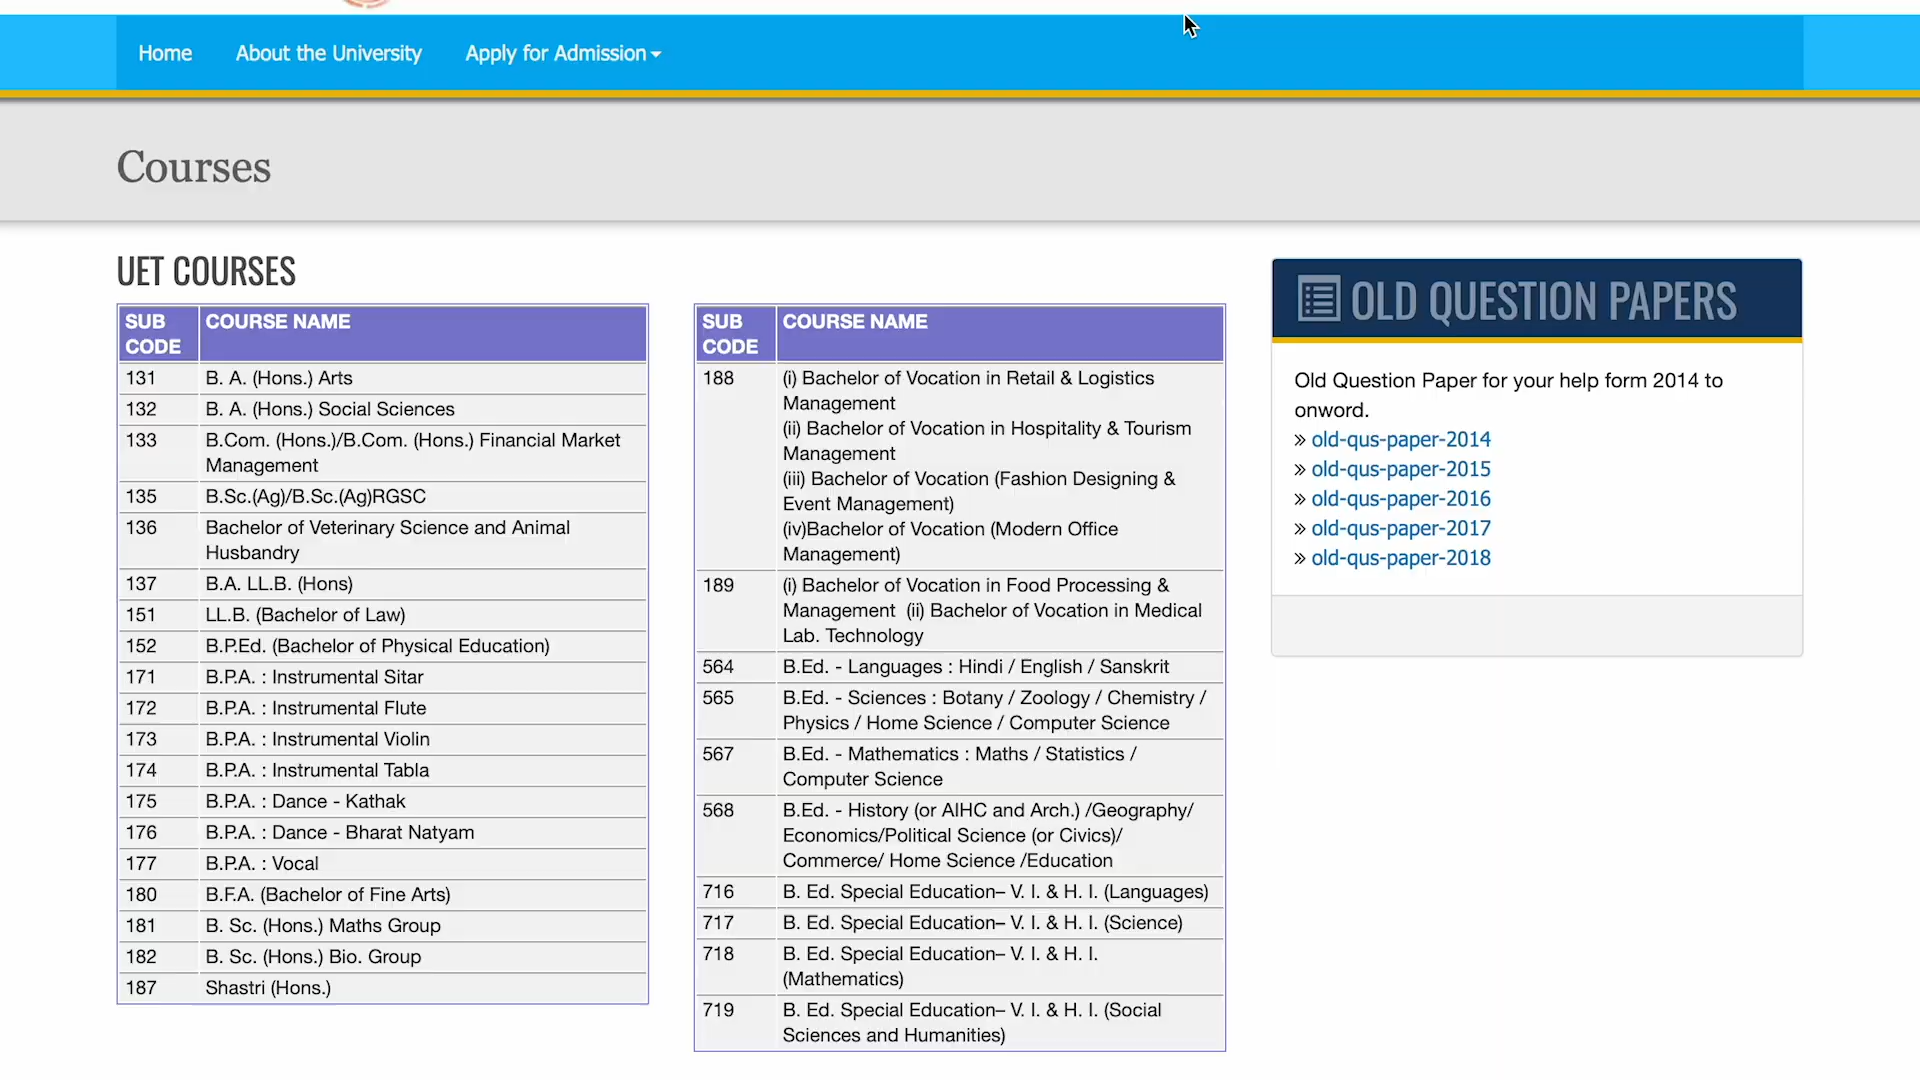 Home
About the University
Apply for Admission
Courses
UET COURSES
SUB CODE COURSE NAME
131 B. A. (Hons.) Arts
132 B. A. (Hons.) Social Sciences
133 B.Com. (Hons.)/B.Com. (Hons.) Financial Market
Management
135 B.Sc.(Ag)/B.Sc.(Ag)RGSC
136 Bachelor of Veterinary Science and Animal
Husbandry
137 B.A. LL.B. (Hons)
151 LL.B. (Bachelor of Law)
152 B.P.Ed. (Bachelor of Physical Education)
171 B.P.A. : Instrumental Sitar
172 B.P.A. : Instrumental Flute
173 B.P.A. : Instrumental Violin
174 B.P.A. : Instrumental Tabla
175 B.P.A. : Dance - Kathak
176 B.P.A. : Dance - Bharat Natyam
177 B.P.A. : Vocal
180 B.F.A. (Bachelor of Fine Arts)
181 B. Sc. (Hons.) Maths Group
182 B. Sc. (Hons.) Bio. Group
187 Shastri (Hons.)
SUB CODE COURSE NAME
188 (i) Bachelor of Vocation in Retail & Logistics
Management
(ii) Bachelor of Vocation in Hospitality & Tourism
Management
(iii) Bachelor of Vocation (Fashion Designing &
Event Management)
(iv)Bachelor of Vocation (Modern Office
Management)
189 (i) Bachelor of Vocation in Food Processing &
Management (ii) Bachelor of Vocation in Medical
Lab. Technology
564 B.Ed. - Languages : Hindi / English / Sanskrit
565 B.Ed. - Sciences : Botany / Zoology / Chemistry /
Physics / Home Science / Computer Science
567 B.Ed. - Mathematics : Maths / Statistics /
Computer Science
568 B.Ed. - History (or AIHC and Arch.) /Geography/
Economics/Political Science (or Civics)/
Commerce/ Home Science /Education
716 B. Ed. Special Education– V. I. & H. I. (Languages)
717 B. Ed. Special Education– V. I. & H. I. (Science)
718 B. Ed. Special Education– V. I. & H. I.
(Mathematics)
719 B. Ed. Special Education– V. I. & H. I. (Social
Sciences and Humanities)
OLD QUESTION PAPERS
Old Question Paper for your help form 2014 to
onword.
» old-qus-paper-2014
» old-qus-paper-2015
» old-qus-paper-2016
» old-qus-paper-2017
» old-qus-paper-2018